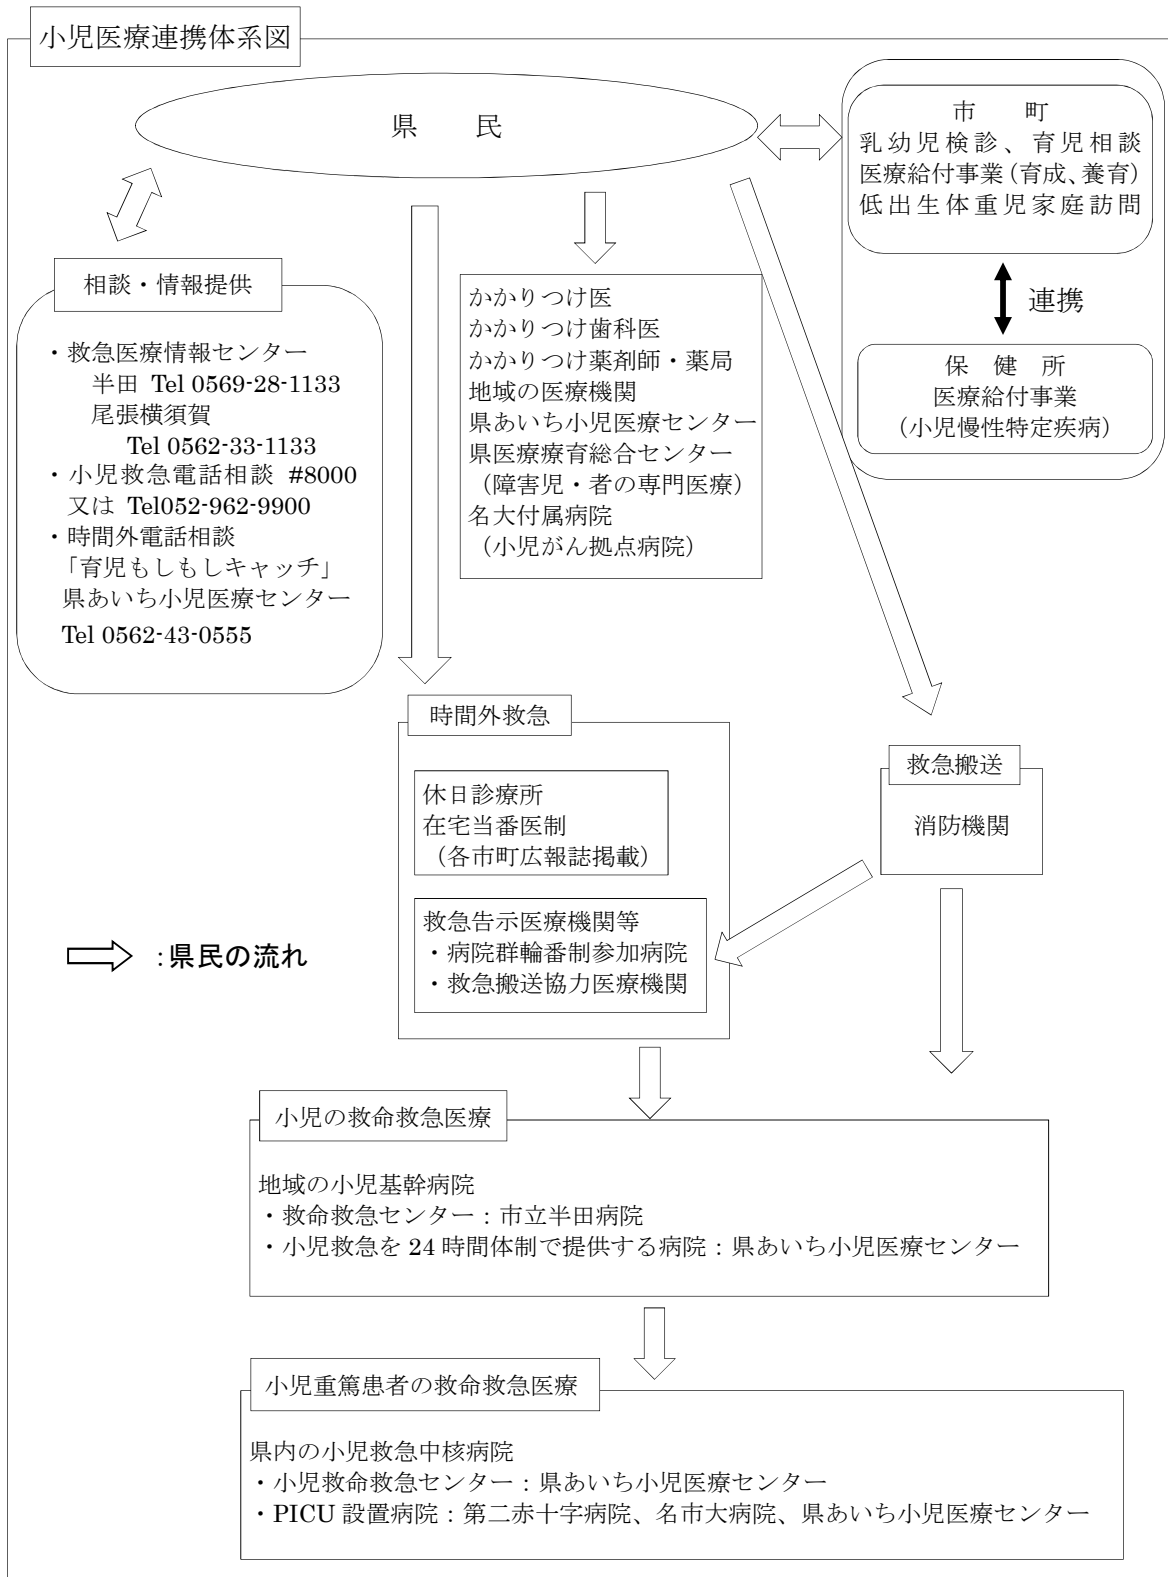 小児医療連携体系図
県　　民
市　　町
乳幼児検診、育児相談
医療給付事業(育成、養育)
低出生体重児家庭訪問
連携
保　健　所
医療給付事業
(小児慢性特定疾病)
相談・情報提供
・救急医療情報センター
半田 Tel 0569-28-1133
尾張横須賀
Tel 0562-33-1133
・小児救急電話相談 #8000
又は Tel052-962-9900
・時間外電話相談
「育児もしもしキャッチ」
県あいち小児医療センター
Tel 0562-43-0555
かかりつけ医
かかりつけ歯科医
かかりつけ薬剤師・薬局
地域の医療機関
県あいち小児医療センター
県医療療育総合センター
（障害児・者の専門医療）
名大付属病院
（小児がん拠点病院）
時間外救急
休日診療所
在宅当番医制
（各市町広報誌掲載）
救急告示医療機関等
・病院群輪番制参加病院
・救急搬送協力医療機関
救急搬送
消防機関
：県民の流れ
小児の救命救急医療
地域の小児基幹病院
・救命救急センター：市立半田病院
・小児救急を 24 時間体制で提供する病院：県あいち小児医療センター
小児重篤患者の救命救急医療
県内の小児救急中核病院
・小児救命救急センター：県あいち小児医療センター
・PICU 設置病院：第二赤十字病院、名市大病院、県あいち小児医療センター